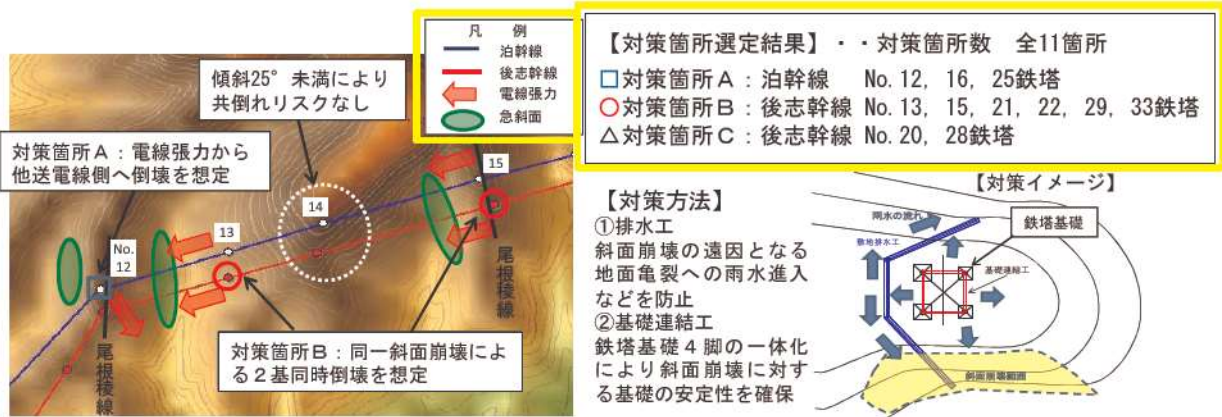 凡 例
泊幹線
後志幹線
電線張力
急斜面
傾斜25°未満により
共倒れリスクなし
対策箇所A：電線張力から
他送電線側へ倒壊を想定
No.
12
13
14
15
尾根稜線
尾根稜線
対策箇所B：同一斜面崩壊によ
る2基同時倒壊を想定
【対策箇所選定結果】・・対策箇所数 全11箇所
□対策箇所A：泊幹線 No. 12, 16, 25鉄塔
○対策箇所B：後志幹線 No. 13, 15, 21, 22, 29, 33鉄塔
△対策箇所C：後志幹線 No. 20, 28鉄塔
【対策方法】
①排水工
斜面崩壊の遠因となる
地面亀裂への雨水進入
などを防止
②基礎連結工
鉄塔基礎4脚の一体化
により斜面崩壊に対す
る基礎の安定性を確保
【対策イメージ】
雨水の流れ
鉄塔基礎
敷地排水工
基礎連結工
斜面崩壊範囲